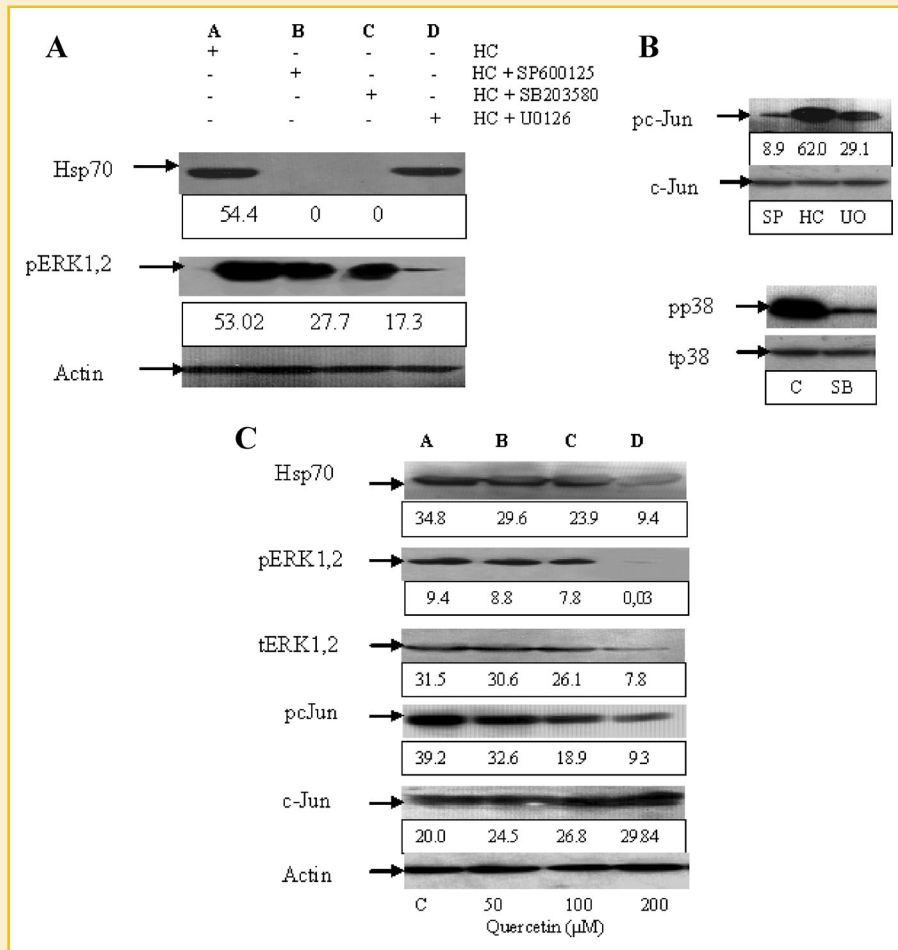 A
A B C D
+ - - - HC
- + - - HC + SP600125
- - + - HC + SB203580
- - - + HC + U0126
Hsp70
54.4 0 0
pERK1,2
53.02 27.7 17.3
Actin
B
pc-Jun
8.9 62.0 29.1
c-Jun
SP HC UO
pp38
tp38
C SB
C
A B C D
Hsp70
34.8 29.6 23.9 9.4
pERK1,2
9.4 8.8 7.8 0,03
tERK1,2
31.5 30.6 26.1 7.8
pcJun
39.2 32.6 18.9 9.3
c-Jun
20.0 24.5 26.8 29.84
Actin
C 50 100 200
Quercetin (µM)